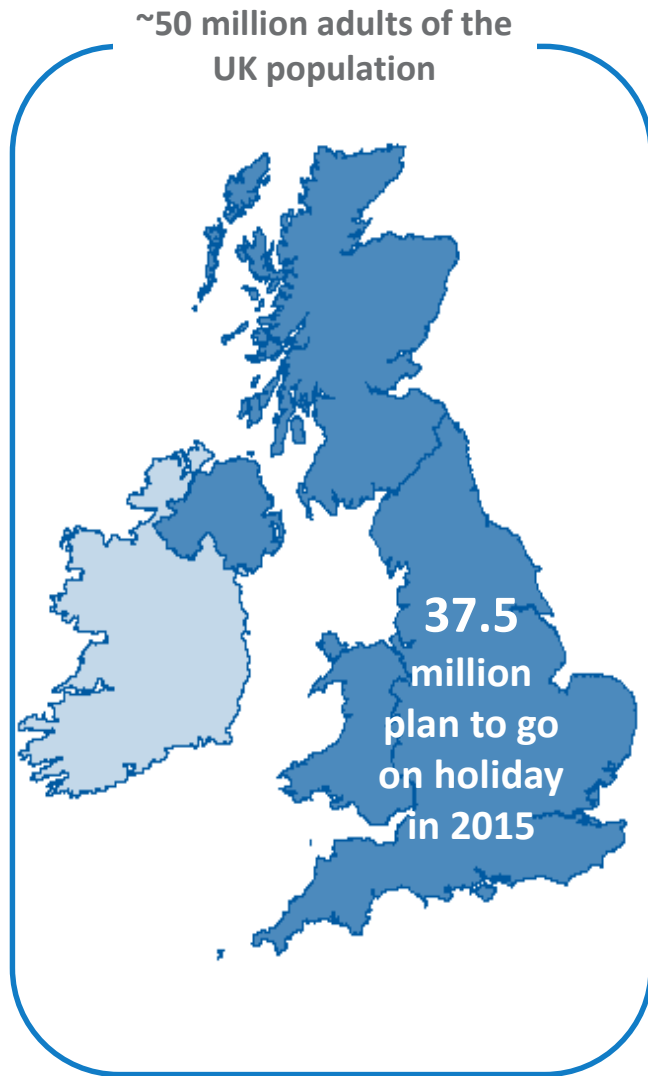 ~50 million adults of the
UK population
37.5
million
plan to go
on holiday
in 2015